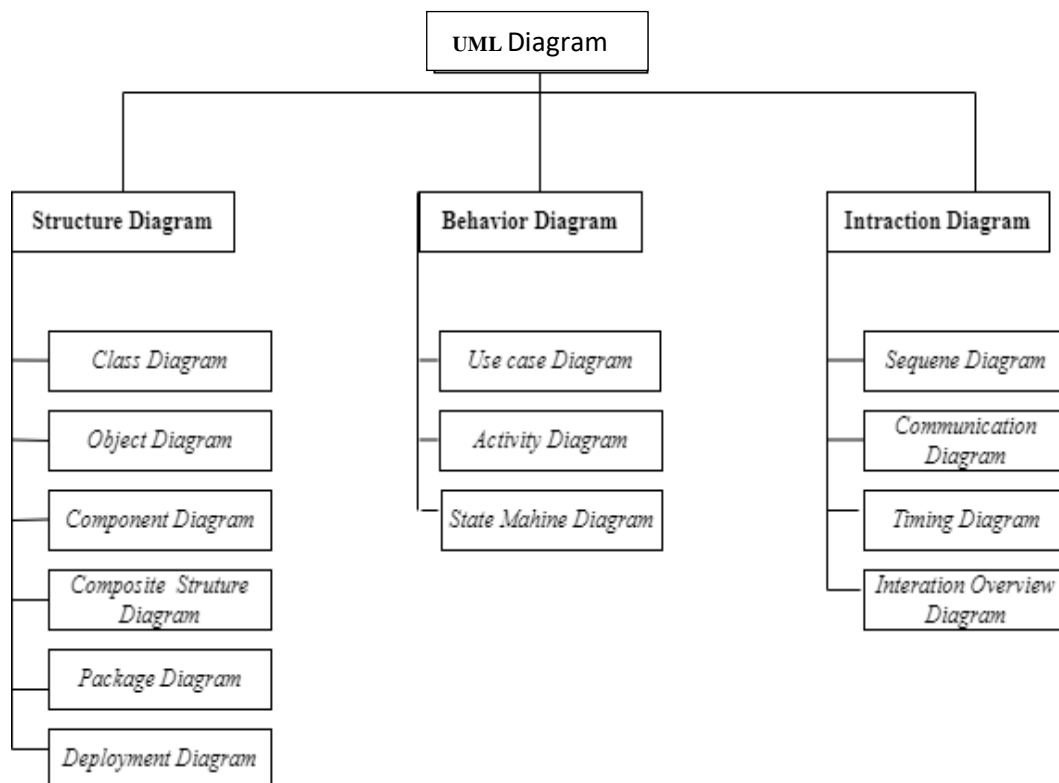 UML Diagram
Structure Diagram
Class Diagram
Object Diagram
Component Diagram
Composite Struture
Diagram
Package Diagram
Deployment Diagram
Behavior Diagram
Use case Diagram
Activity Diagram
State Mahine Diagram
Intraction Diagram
Sequene Diagram
Communication
Diagram
Timing Diagram
Interation Overview
Diagram